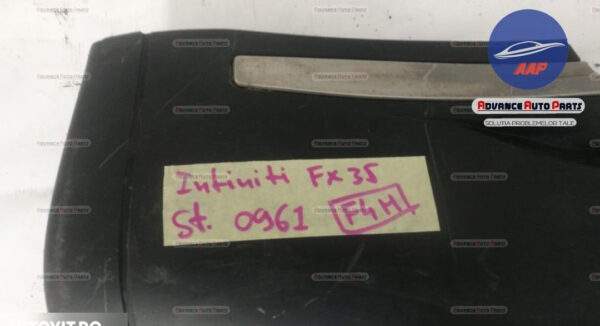 AAP
ADVANCE AUTO PARTS
SOLUTIA PROBLEMELOR TALE
Infiniti Fx35
St. 0961 F4H